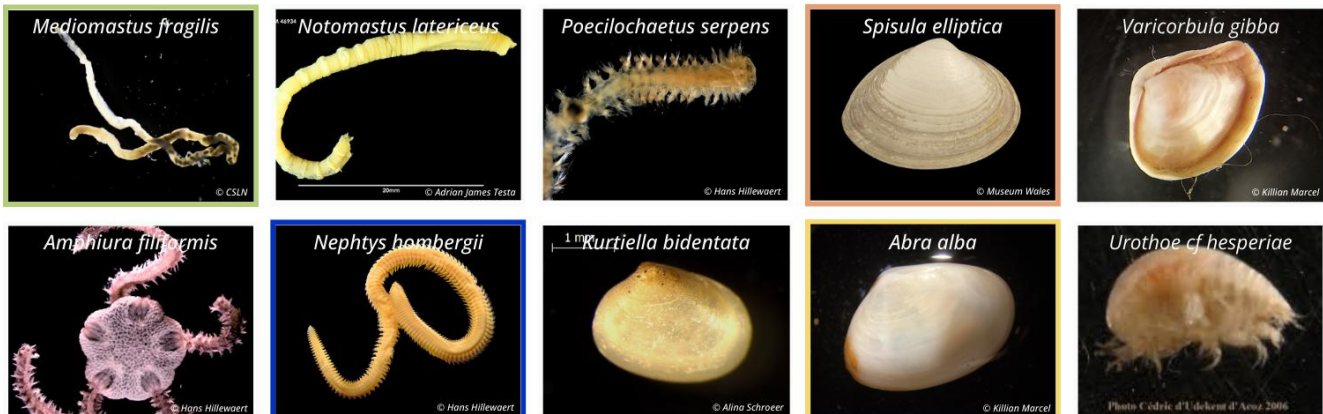 Mediomastus fragilis
© CSLN
Notomastus latericeus
20mm
© Adrian James Testa
Poecilochaetus serpens
© Hans Hillewaert
Spisula elliptica
© Museum Wales
Varicorbula gibba
© Killian Marcel
Amphiura filiformis
© Hans Hillewaert
Nephtys hombergii
© Hans Hillewaert
1 mm
Kurtiella bidentata
© Alina Schroeer
Abra alba
© Killian Marcel
Urothoe cf hesperiae
Photo Cédric d'Udekem d'Acoz 2006